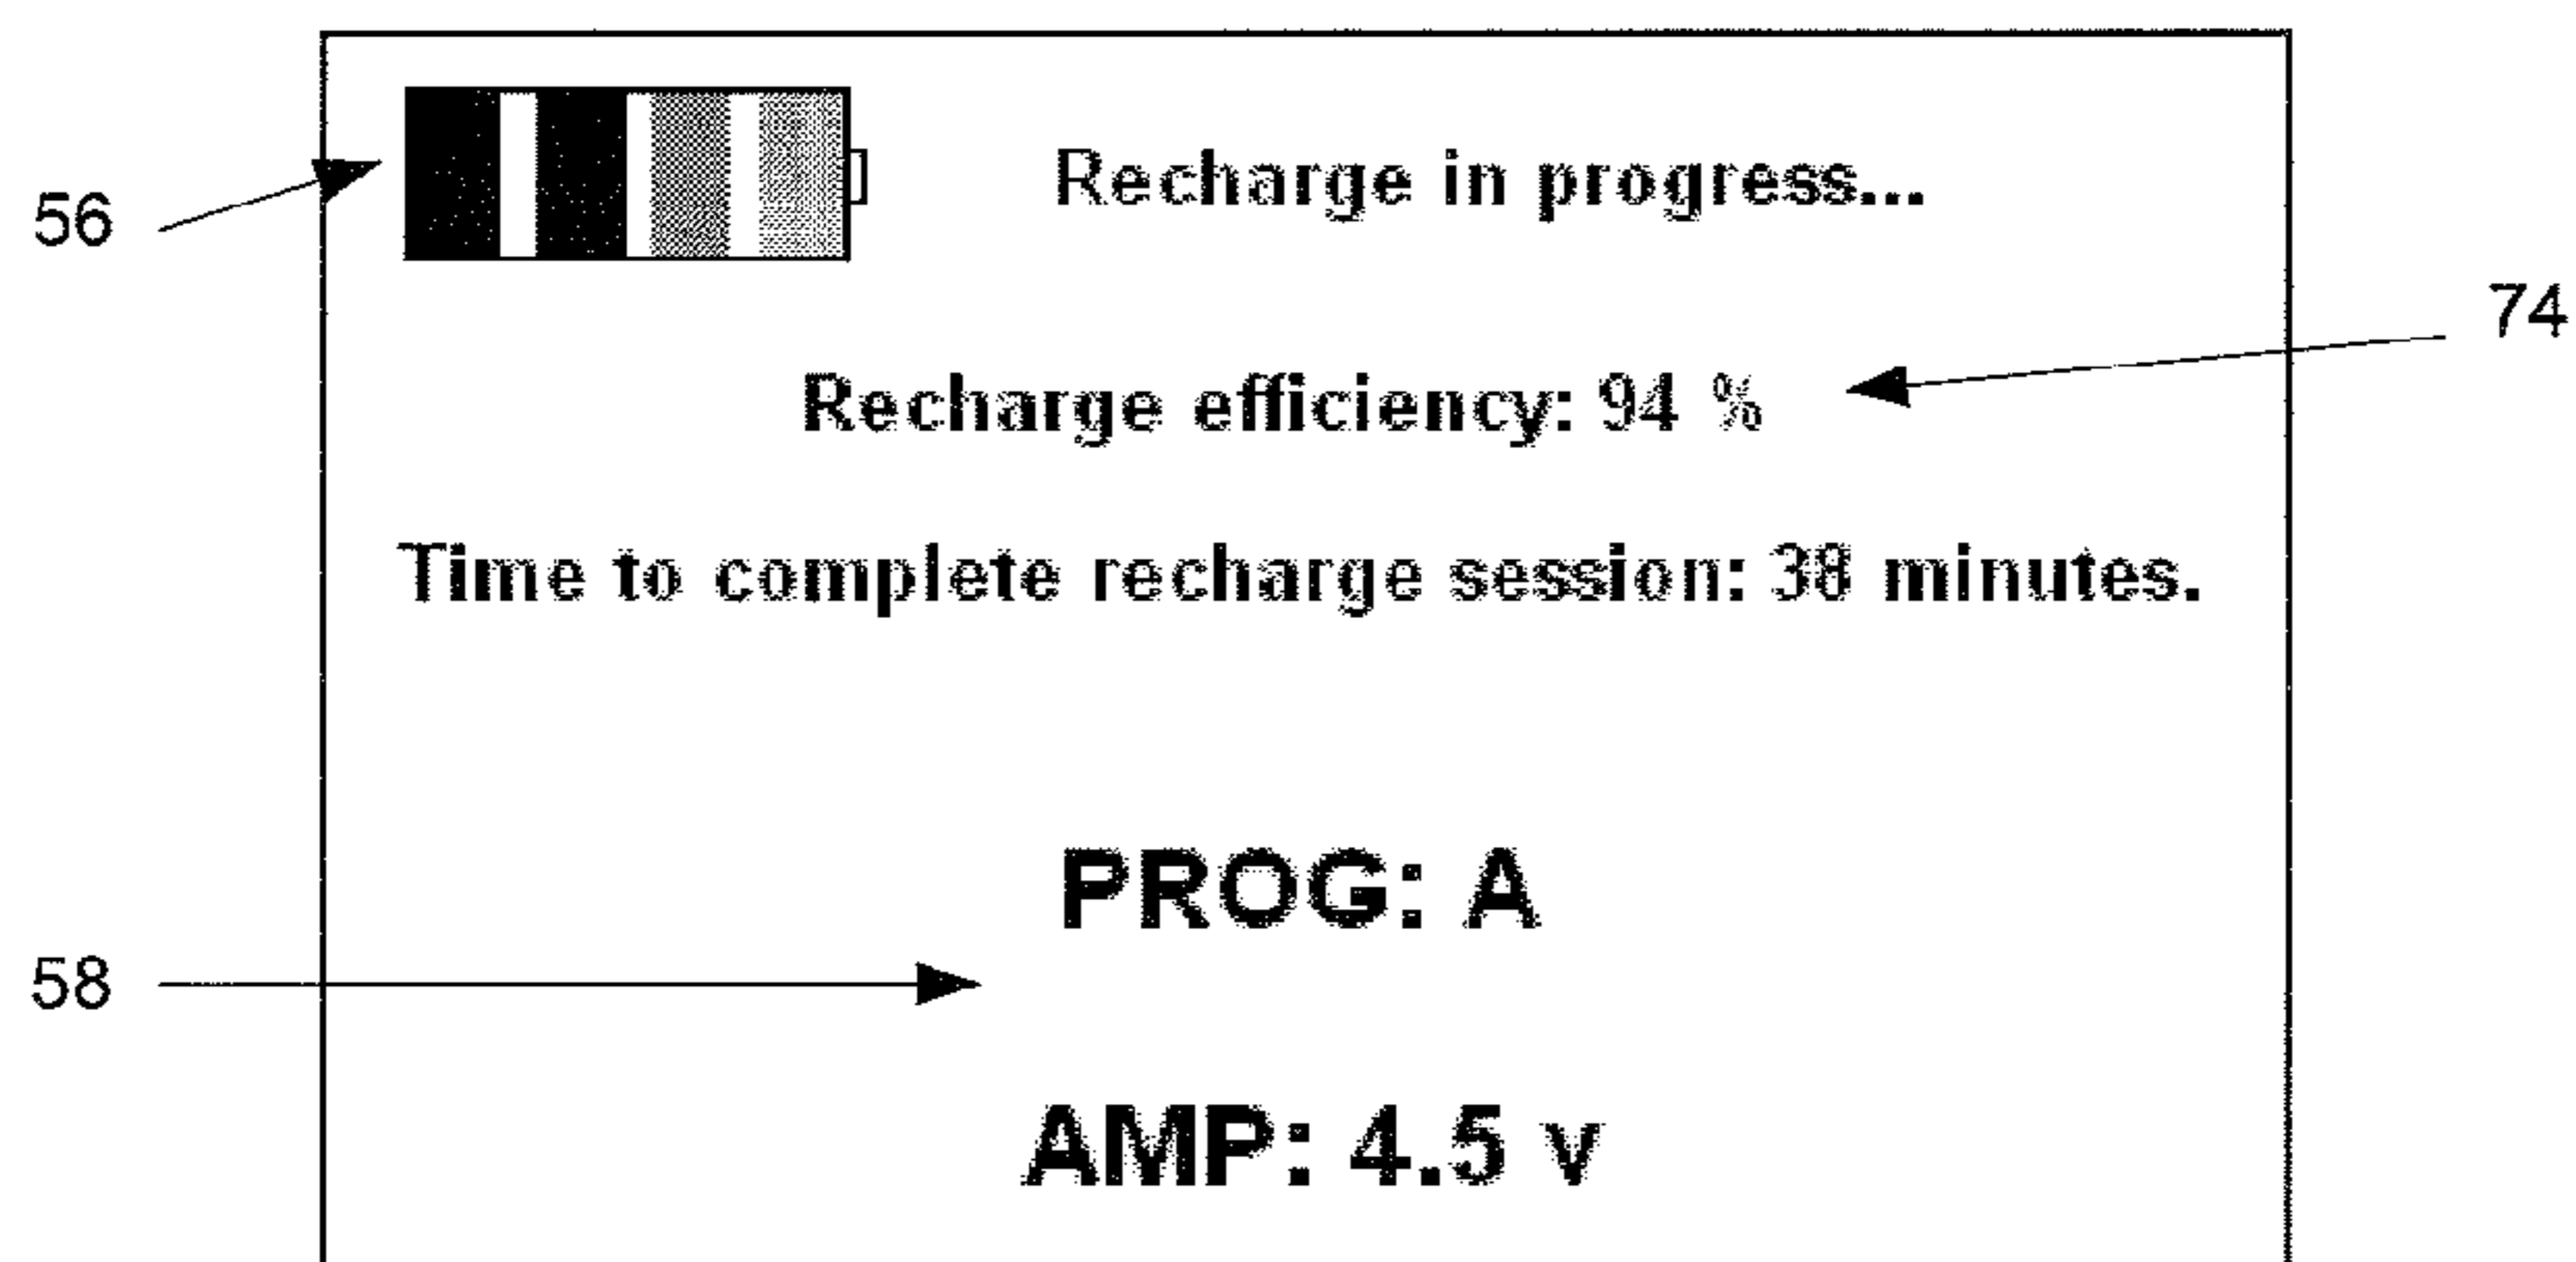 Recharge in progress...
56
74
Recharge efficiency: 94 %
Time to complete recharge session: 38 minutes.
PROG: A
58
AMP: 4.5 v